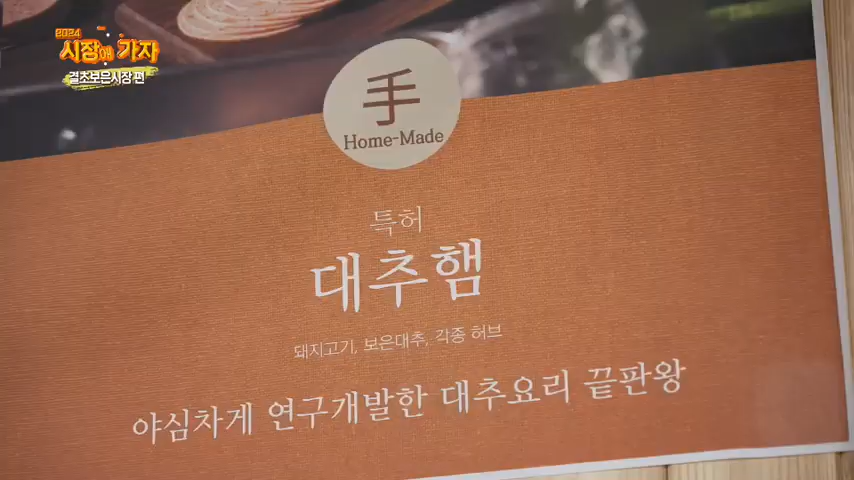 2024
시장에 가자
결초보은시장 편
手
Home-Made
특허
대추햄
돼지고기, 보은대추, 각종 허브
야심차게 연구개발한 대추요리 끝판왕